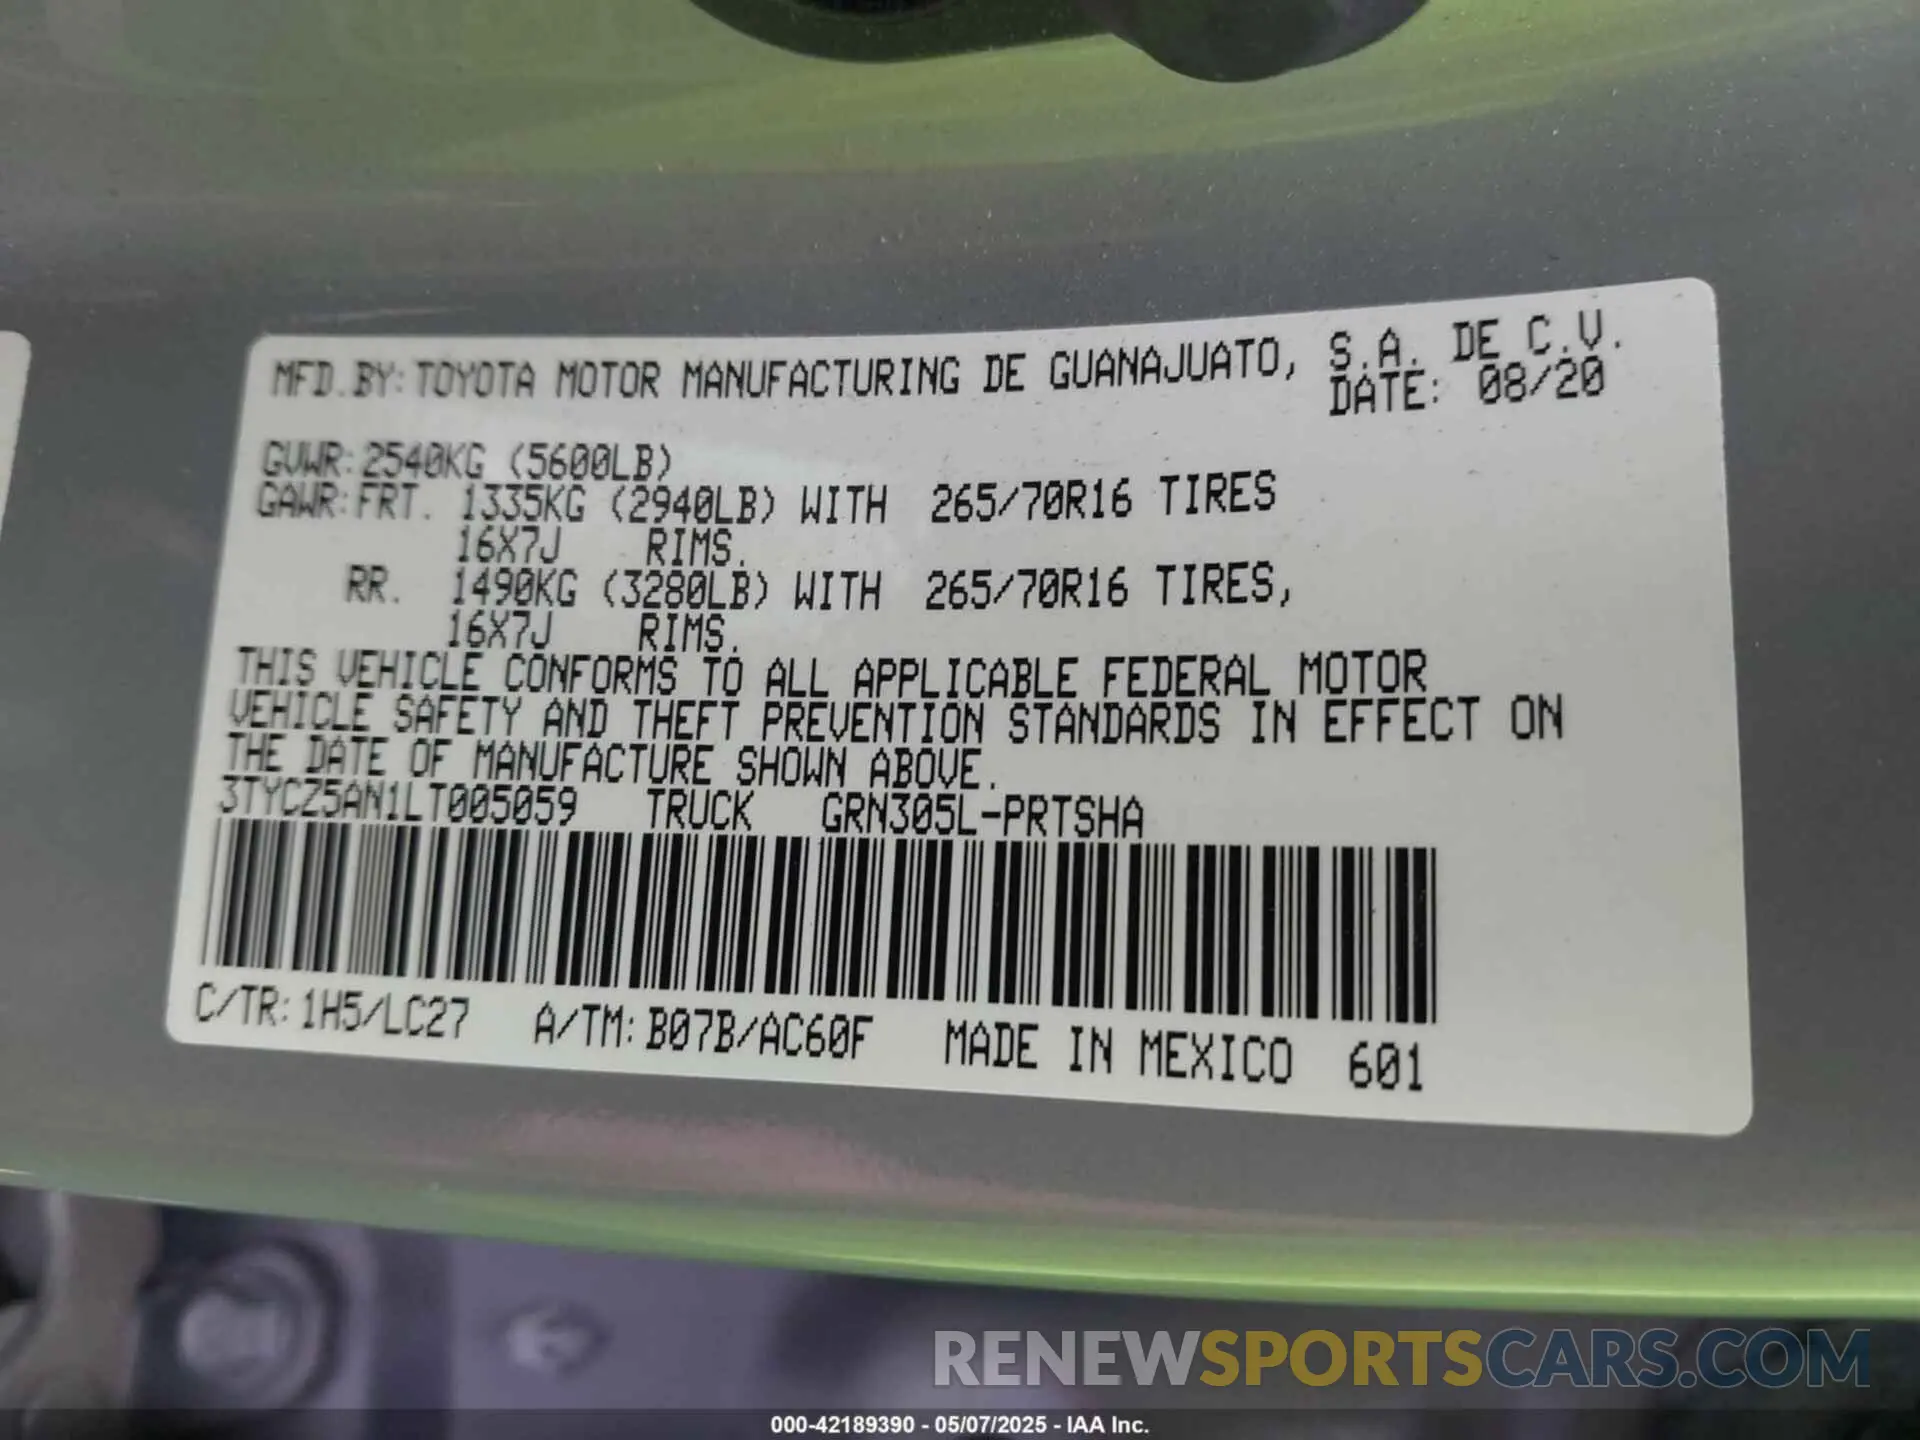 MFD.BY:TOYOTA MOTOR MANUFACTURING DE GUANAJUATO, S.A. DE C.V.
DATE: 08/20
GVWR:2540KG (5600LB)
GAWR:FRT. 1335KG (2940LB) WITH 265/70R16 TIRES
16X7J RIMS.
RR. 1490KG (3280LB) WITH 265/70R16 TIRES,
16X7J RIMS.
THIS VEHICLE CONFORMS TO ALL APPLICABLE FEDERAL MOTOR
VEHICLE SAFETY AND THEFT PREVENTION STANDARDS IN EFFECT ON
THE DATE OF MANUFACTURE SHOWN ABOVE.
3TYCZ5AN1LT005059 TRUCK GRN305L-PRTSHA
C/TR:1H5/LC27 A/TM:B07B/AC60F MADE IN MEXICO 601
RENEWSPORTSCARS.COM
000-42189390 - 05/07/2025 - IAA Inc.